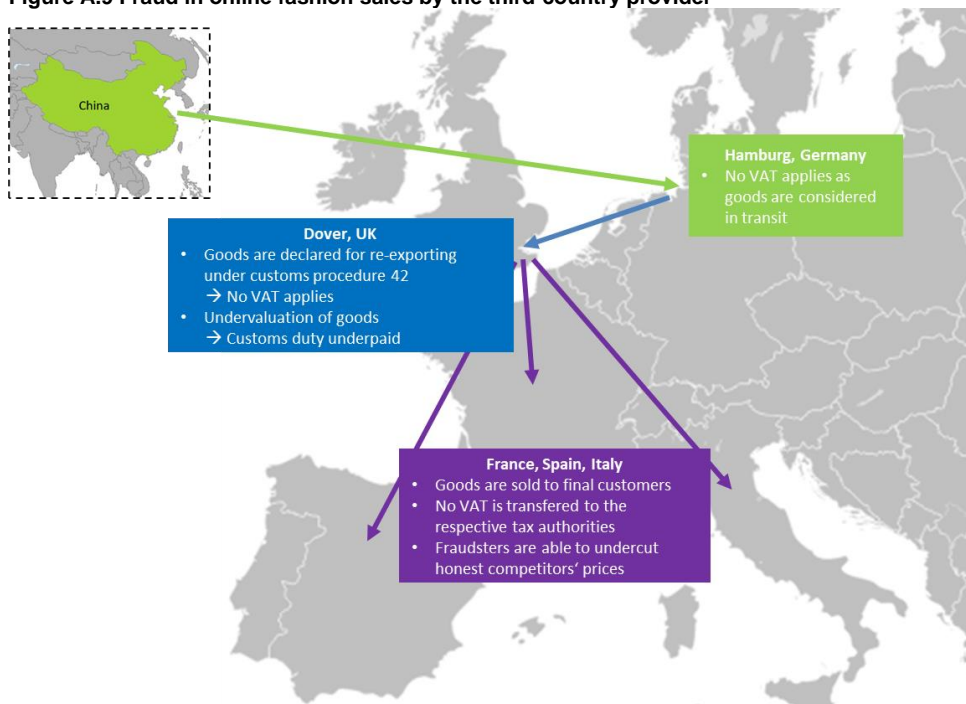 Figure A.9 Fraud in online fashion sales by the third-country provider
China
Hamburg, Germany
• No VAT applies as
goods are considered
in transit
Dover, UK
• Goods are declared for re-exporting
under customs procedure 42
→ No VAT applies
• Undervaluation of goods
→ Customs duty underpaid
France, Spain, Italy
• Goods are sold to final customers
• No VAT is transfered to the
respective tax authorities
• Fraudsters are able to undercut
honest competitors‘ prices